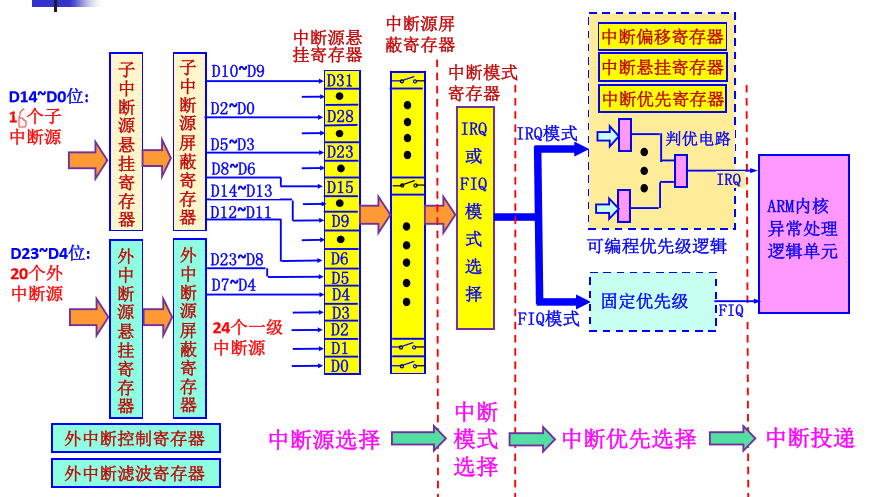 D14~D0位:
16个子
中断源
D23~D4位:
20个外
中断源
子中断源悬挂寄存器
子中断源屏蔽寄存器
外中断源悬挂寄存器
外中断源屏蔽寄存器
外中断控制寄存器
外中断滤波寄存器
D10~D9
D2~D0
D5~D3
D8~D6
D14~D13
D12~D11
D23~D8
D7~D4
24个一级
中断源
中断源悬
挂寄存器
D31
D28
D23
D15
D9
D6
D5
D4
D3
D2
D1
D0
中断源屏
蔽寄存器
中断模式
寄存器
IRQ
或
FIQ
模
式
选
择
IRQ模式
FIQ模式
中断偏移寄存器
中断悬挂寄存器
中断优先寄存器
判优电路
可编程优先级逻辑
固定优先级
IRQ
FIQ
ARM内核
异常处理
逻辑单元
中断源选择
中断
模式
选择
中断优先选择
中断投递